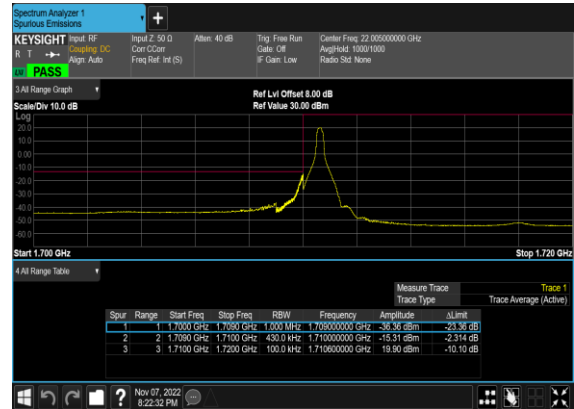 Spectrum Analyzer 1
Spurious Emissions
+
KEYSIGHT Input: RF Input Z: 50 Ω Atten: 40 dB Trig: Free Run Center Freq: 22.005000000 GHz
R T Coupling: DC Corr CCorr Gate: Off Avg|Hold: 1000/1000
Align: Auto Freq Ref: Int (S) IF Gain: Low Radio Std: None
PASS
3 All Range Graph
Ref Lvl Offset 8.00 dB
Scale/Div 10.0 dB Ref Value 30.00 dBm
Log
20.0
10.0
0.00
-10.0
-20.0
-30.0
-40.0
-50.0
-60.0
Start 1.700 GHz Stop 1.720 GHz
4 All Range Table
Measure Trace Trace 1
Trace Type Trace Average (Active)
Spur Range Start Freq Stop Freq RBW Frequency Amplitude ΔLimit
1 1 1.7000 GHz 1.7090 GHz 1.000 MHz 1.709000000 GHz -36.36 dBm -23.36 dB
2 2 1.7090 GHz 1.7100 GHz 430.0 kHz 1.710000000 GHz -15.31 dBm -2.314 dB
3 3 1.7100 GHz 1.7200 GHz 100.0 kHz 1.710600000 GHz 19.90 dBm -10.10 dB
? Nov 07, 2022
8:22:32 PM